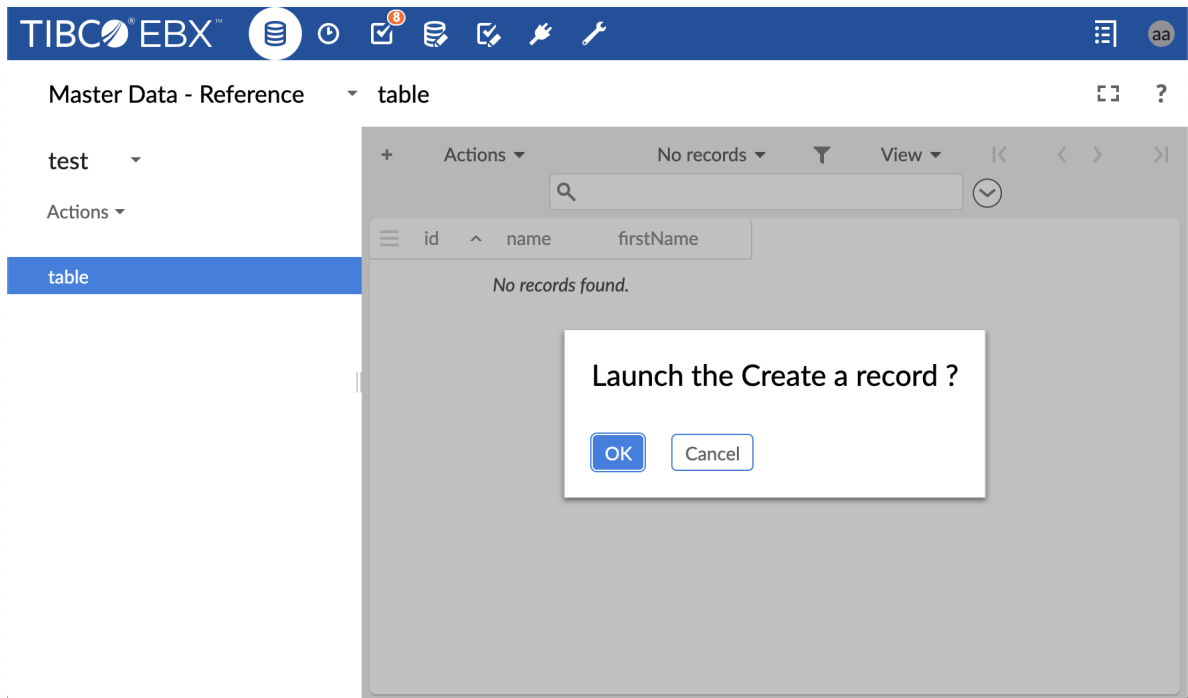 TIBCO® EBX™
8
aa
Master Data - Reference
table
?
test
Actions
+ Actions No records View
id name firstName
No records found.
table
Launch the Create a record ?
OK Cancel